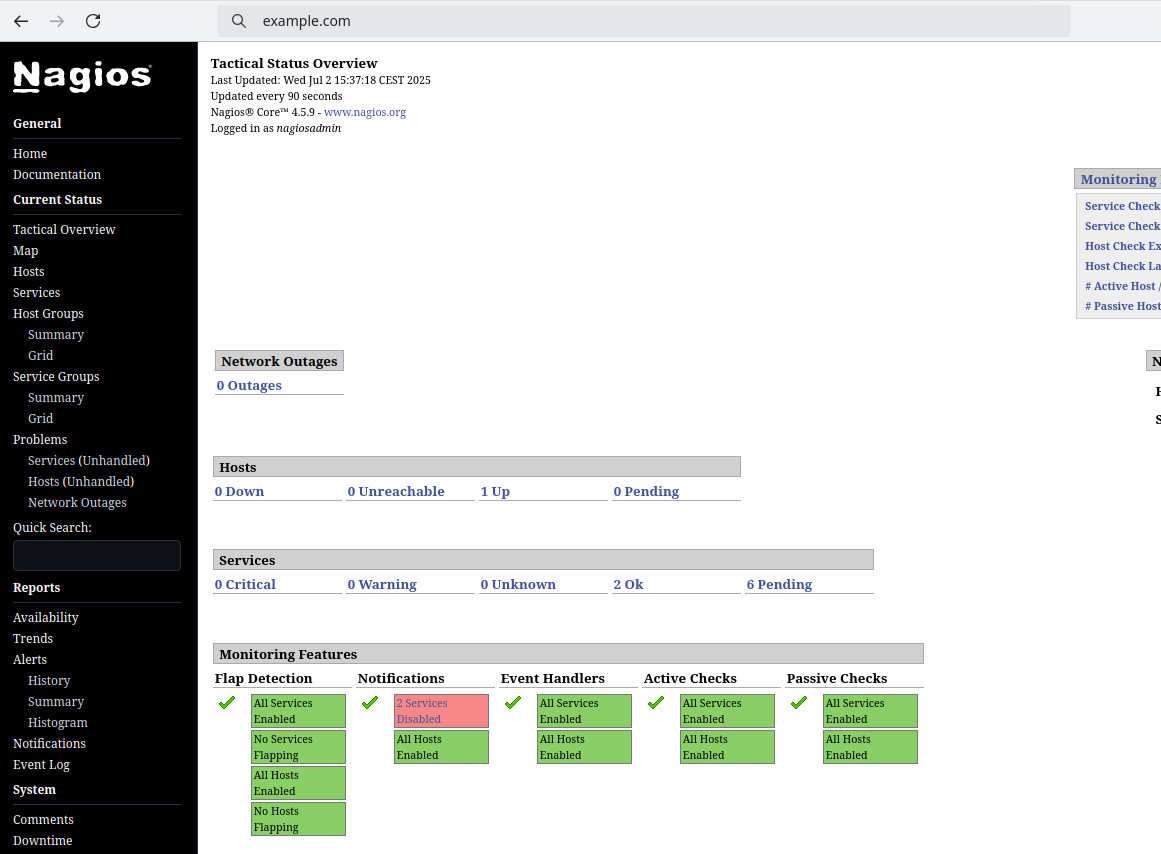 example.com
Nagios®
General
Home
Documentation
Current Status
Tactical Overview
Map
Hosts
Services
Host Groups
Summary
Grid
Service Groups
Summary
Grid
Problems
Services (Unhandled)
Hosts (Unhandled)
Network Outages
Quick Search:
Reports
Availability
Trends
Alerts
History
Summary
Histogram
Notifications
Event Log
System
Comments
Downtime
Tactical Status Overview
Last Updated: Wed Jul 2 15:37:18 CEST 2025
Updated every 90 seconds
Nagios® Core™ 4.5.9 - www.nagios.org
Logged in as nagiosadmin
Monitoring
Service Check
Service Check
Host Check Ex
Host Check La
# Active Host /
# Passive Host
Network Outages
0 Outages
Hosts
0 Down 0 Unreachable 1 Up 0 Pending
Services
0 Critical 0 Warning 0 Unknown 2 Ok 6 Pending
Monitoring Features
Flap Detection Notifications Event Handlers Active Checks Passive Checks
All Services 2 Services All Services All Services All Services
Enabled Disabled Enabled Enabled Enabled
No Services All Hosts All Hosts All Hosts All Hosts
Flapping Enabled Enabled Enabled Enabled
All Hosts
Enabled
No Hosts
Flapping